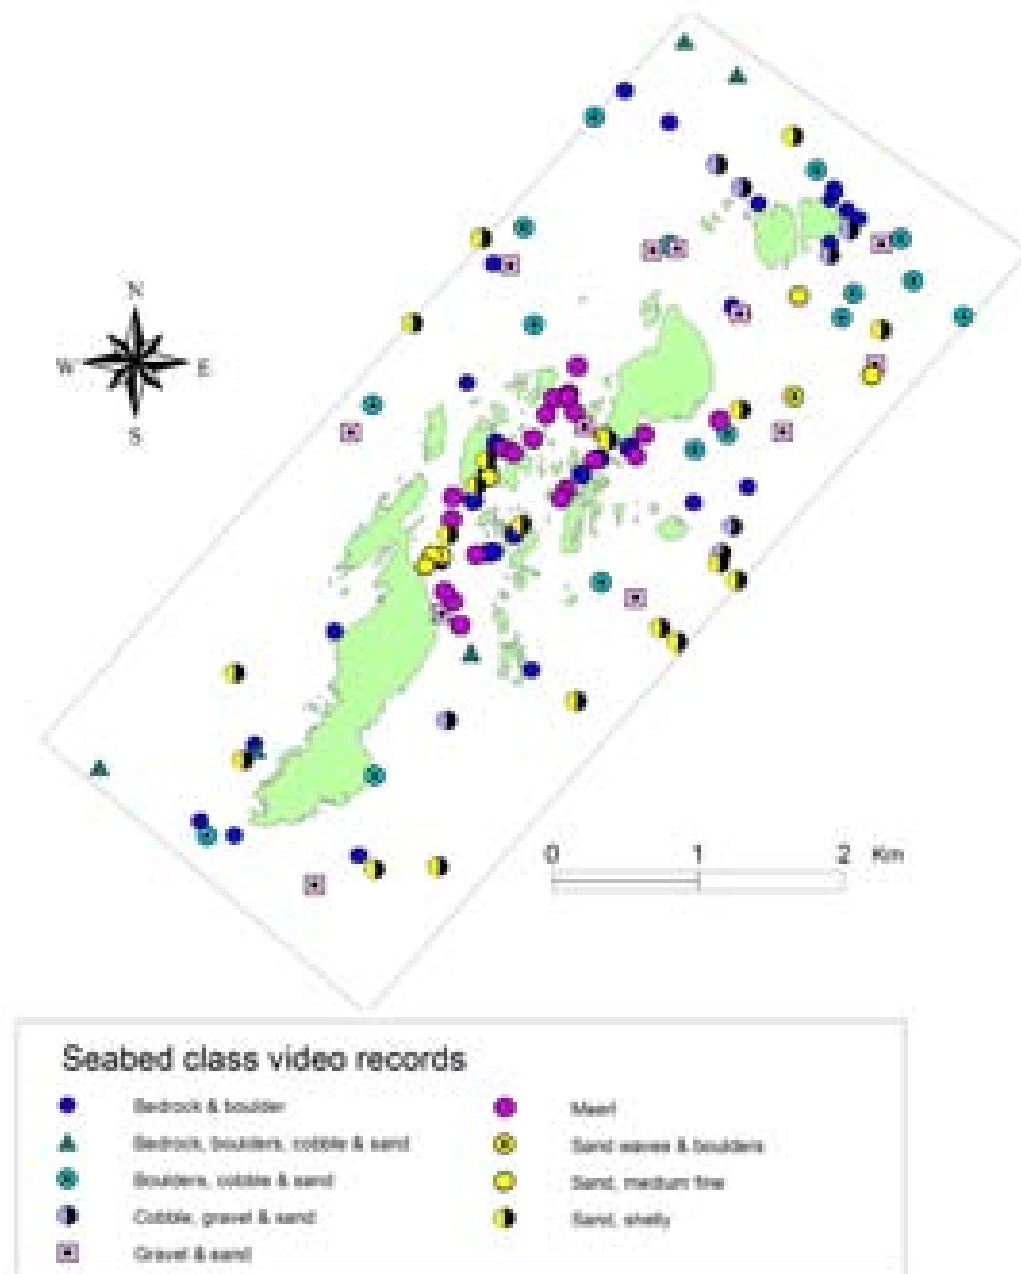 N
W E
S
0 1 2 Km
Seabed class video records
Bedrock & boulder
Bedrock, boulders, cobble & sand
Boulders, cobble & sand
Cobble, gravel & sand
Gravel & sand
Maerl
Sand waves & boulders
Sand, medium fine
Sand, shelly